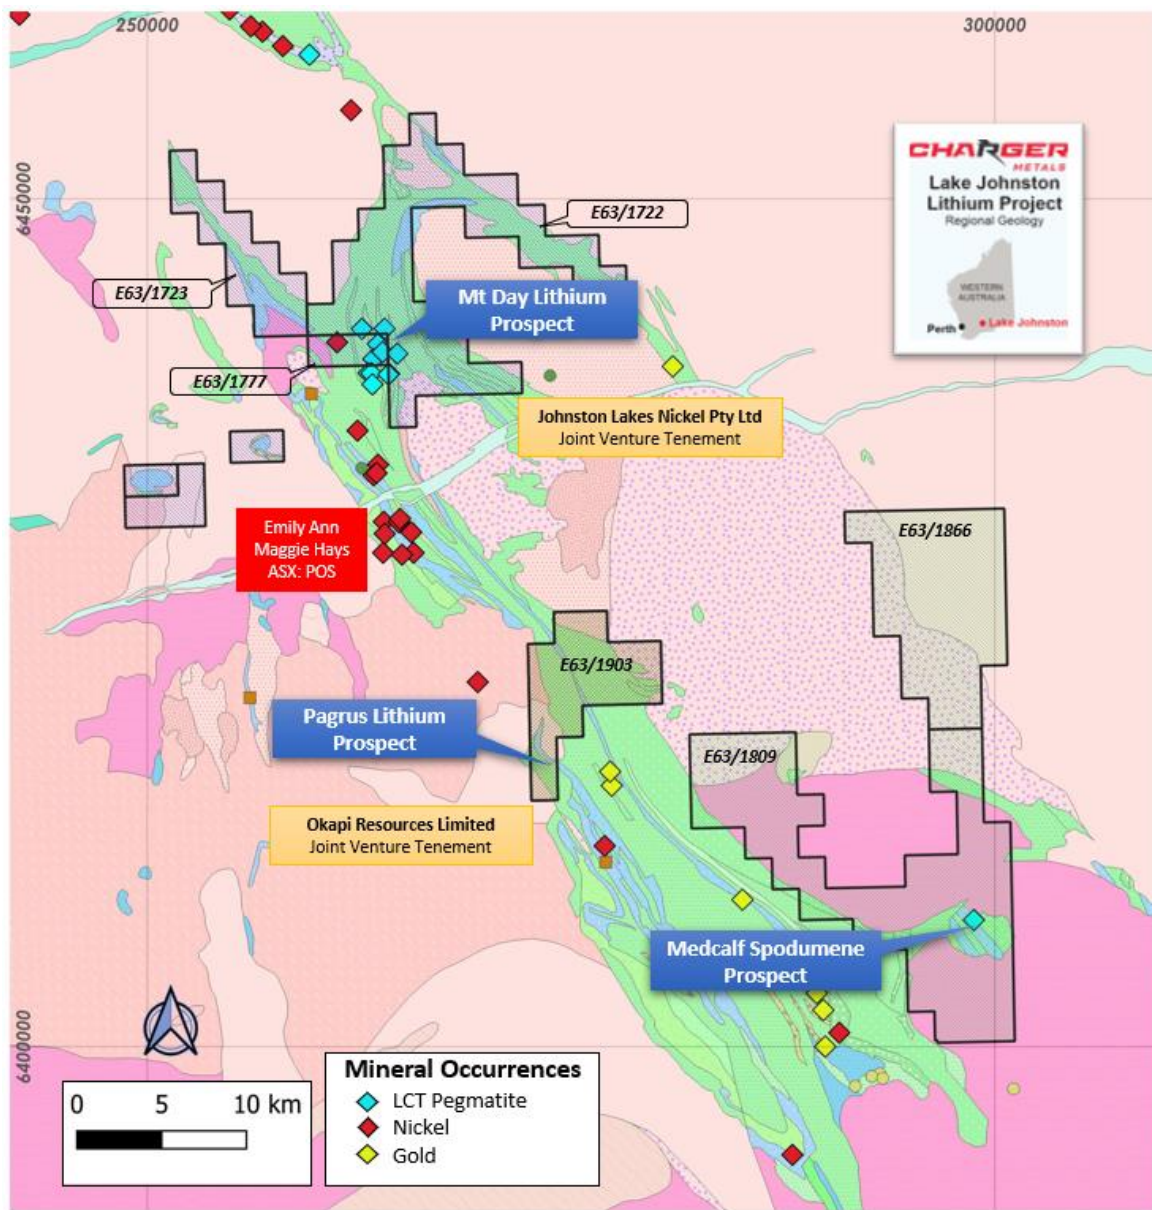 250000
300000
6450000
6400000
CHARGER
METALS
Lake Johnston
Lithium Project
Regional Geology
WESTERN
AUSTRALIA
Perth
Lake Johnston
E63/1722
E63/1723
Mt Day Lithium
Prospect
E63/1777
Johnston Lakes Nickel Pty Ltd
Joint Venture Tenement
Emily Ann
Maggie Hays
ASX: POS
E63/1866
E63/1903
Pagrus Lithium
Prospect
E63/1809
Okapi Resources Limited
Joint Venture Tenement
Medcalf Spodumene
Prospect
Mineral Occurrences
LCT Pegmatite
Nickel
Gold
0 5 10 km